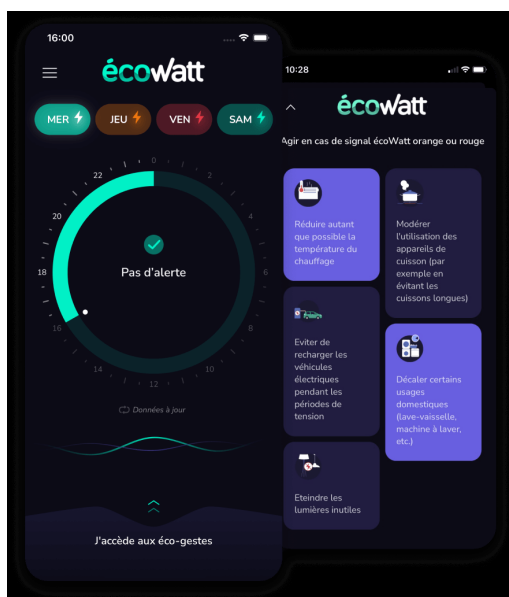 16:00
écowatt
MER
JEU
VEN
SAM
0
2
4
6
8
10
12
14
16
18
20
22
Pas d'alerte
Données à jour
J'accède aux éco-gestes
10:28
écowatt
Agir en cas de signal écoWatt orange ou rouge
Réduire autant
que possible la
température du
chauffage
Modérer
l'utilisation des
appareils de
cuisson (par
exemple en
évitant les
cuissons longues)
Eviter de
recharger les
véhicules
électriques
pendant les
périodes de
tension
Décaler certains
usages
domestiques
(lave-vaisselle,
machine à laver,
etc.)
Eteindre les
lumières inutiles